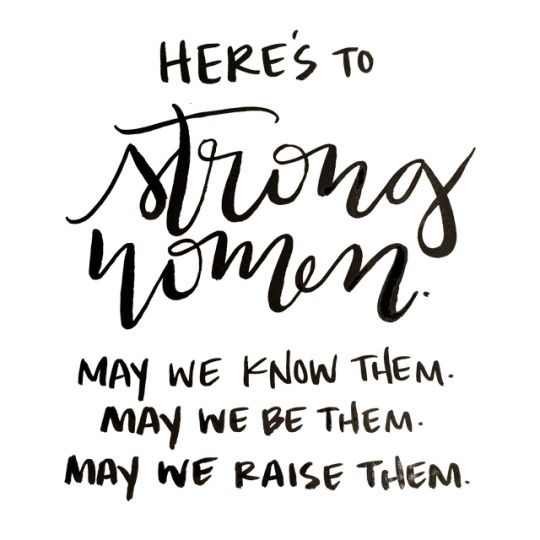 HERE'S TO
strong
women.
MAY WE KNOW THEM.
MAY WE BE THEM.
MAY WE RAISE THEM.